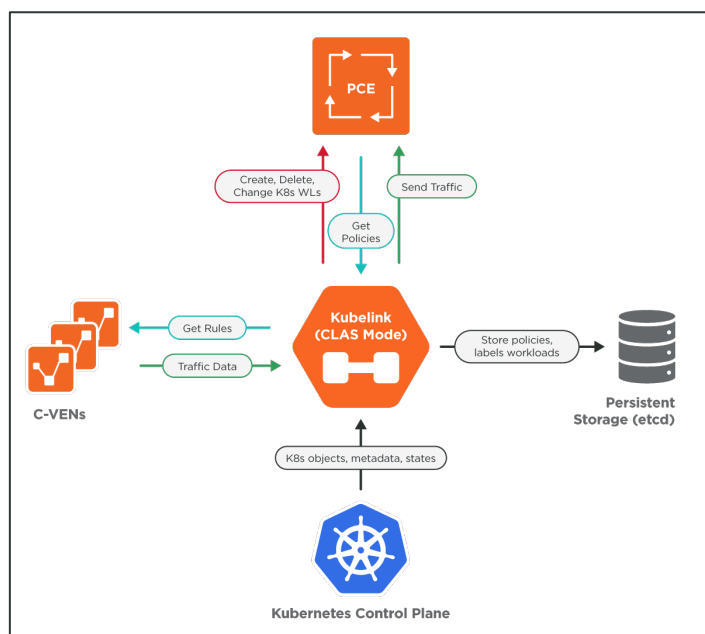 PCE
Create, Delete,
Change K8s WLs
Send Traffic
Get
Policies
Get Rules
Kubelink
(CLAS Mode)
Store policies,
labels workloads
Traffic Data
C-VENs
Persistent
Storage (etcd)
K8s objects, metadata, states
Kubernetes Control Plane